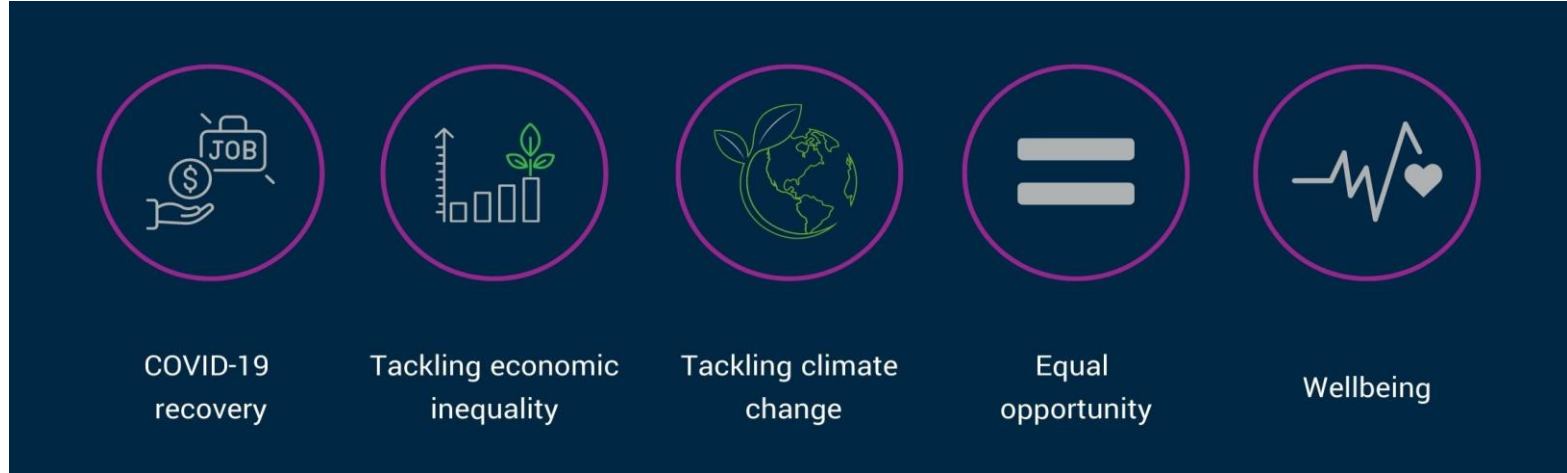 JOB
$
COVID-19
recovery
Tackling economic
inequality
Tackling climate
change
Equal
opportunity
Wellbeing